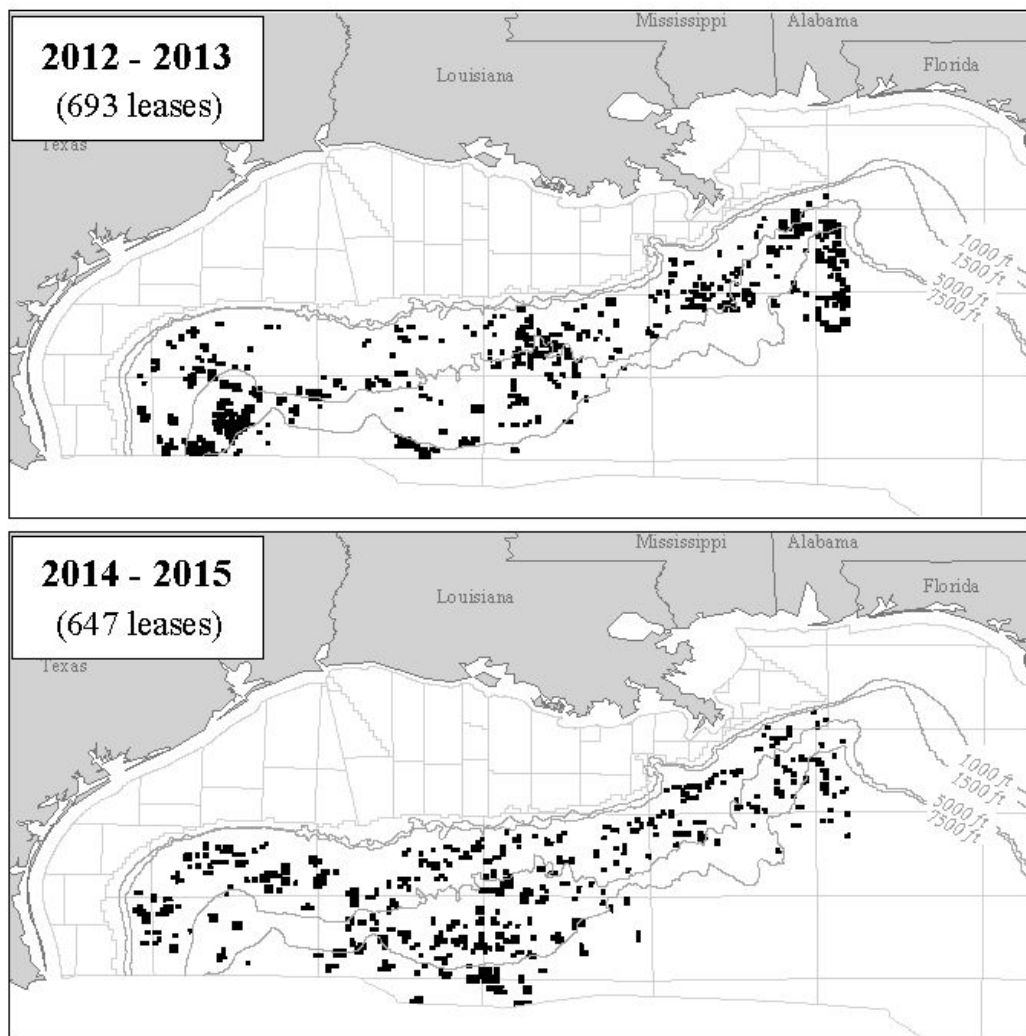 2012 - 2013
(693 leases)
Mississippi
Alabama
Louisiana
Florida
Texas
1000 ft
1500 ft
5000 ft
7500 ft
2014 - 2015
(647 leases)
Mississippi
Alabama
Louisiana
Florida
Texas
1000 ft
1500 ft
5000 ft
7500 ft